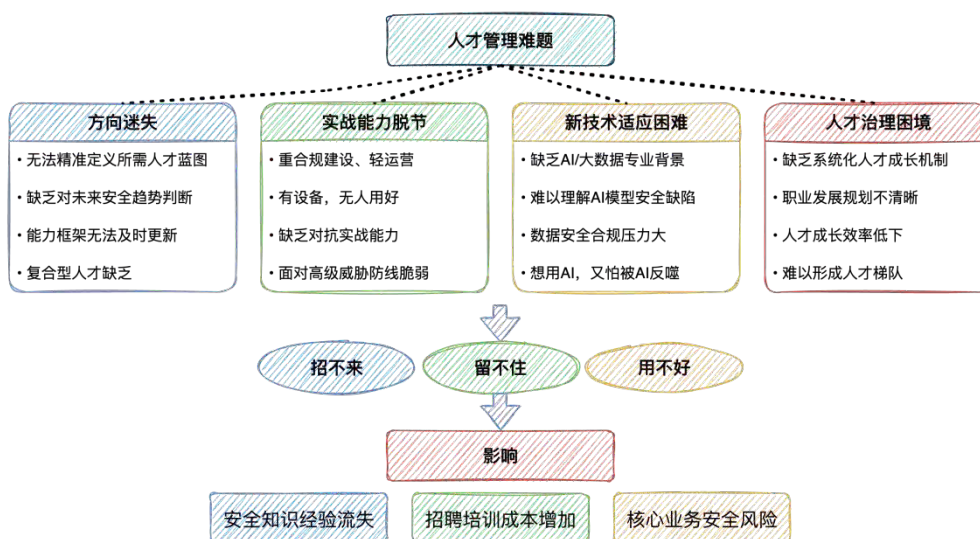 人才管理难题
方向迷失
• 无法精准定义所需人才蓝图
• 缺乏对未来安全趋势判断
• 能力框架无法及时更新
• 复合型人才缺乏
实战能力脱节
• 重合规建设、轻运营
• 有设备，无人用好
• 缺乏对抗实战能力
• 面对高级威胁防线脆弱
新技术适应困难
• 缺乏AI/大数据专业背景
• 难以理解AI模型安全缺陷
• 数据安全合规压力大
• 想用AI，又怕被AI反噬
人才治理困境
• 缺乏系统化人才成长机制
• 职业发展规划不清晰
• 人才成长效率低下
• 难以形成人才梯队
招不来
留不住
用不好
影响
安全知识经验流失
招聘培训成本增加
核心业务安全风险